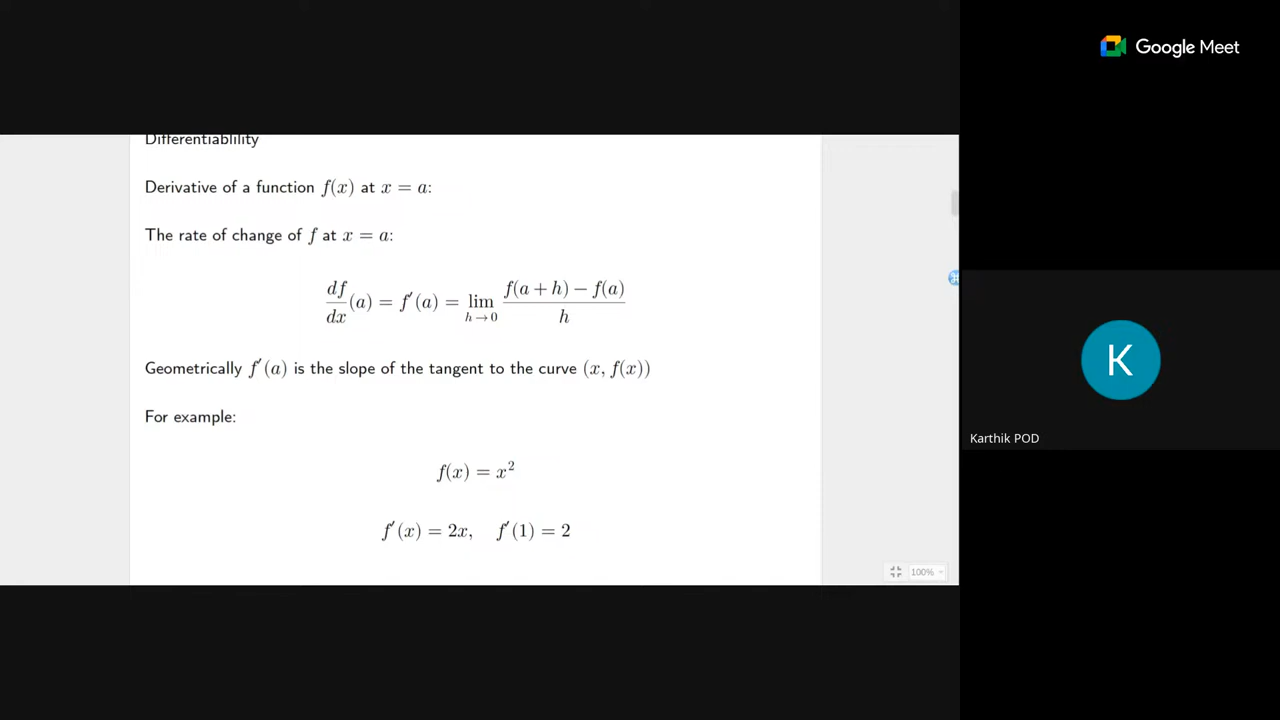 Google Meet
Differentiablility
Derivative of a function f(x) at x = a:
The rate of change of f at x = a:
df/dx (a) = f′(a) = lim h→0 f(a + h) − f(a) / h
Geometrically f′(a) is the slope of the tangent to the curve (x, f(x))
For example:
f(x) = x²
f′(x) = 2x, f′(1) = 2
100%
K
Karthik POD